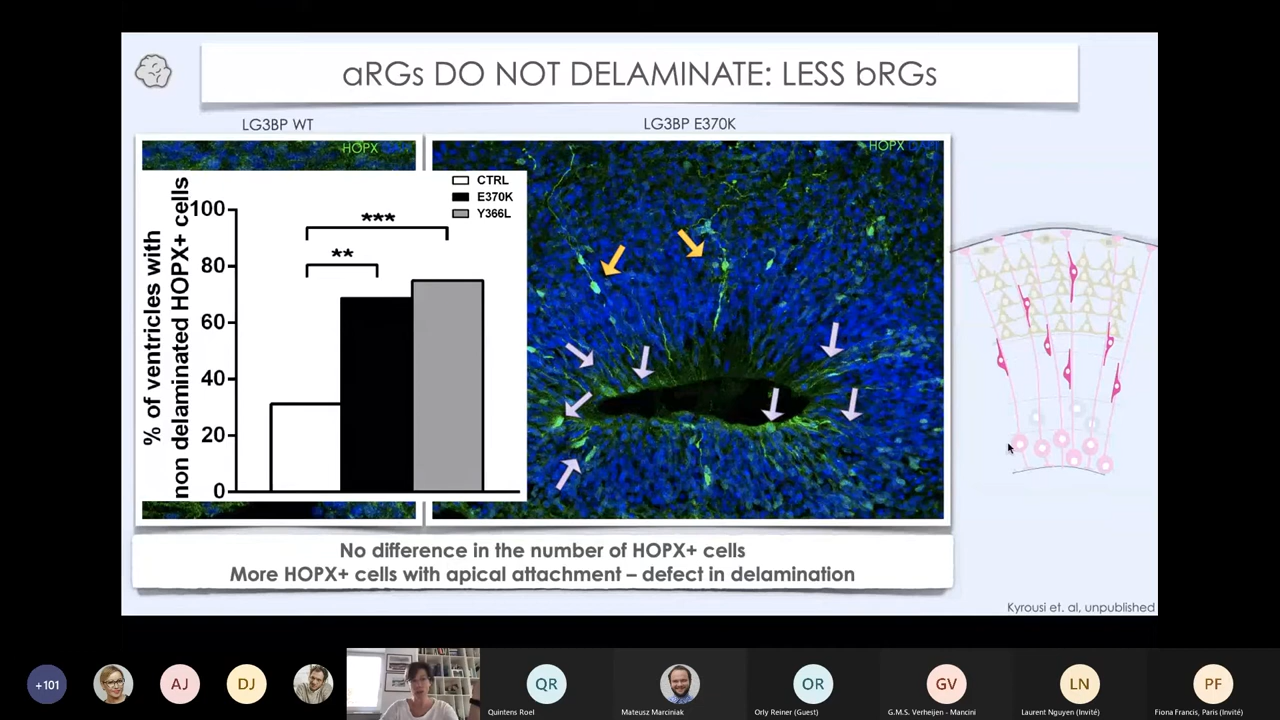 aRGs DO NOT DELAMINATE: LESS bRGs
LG3BP WT
LG3BP E370K
HOPX
HOPX
% of ventricles with
non delaminated HOPX+ cells
100
80
60
40
20
0
CTRL
E370K
Y366L
***
**
No difference in the number of HOPX+ cells
More HOPX+ cells with apical attachment – defect in delamination
Kyrousi et. al, unpublished
+101
AJ
DJ
QR
OR
GV
LN
PF
Quintens Roel
Mateusz Marciniak
Orly Reiner (Guest)
G.M.S. Verheijen - Mancini
Laurent Nguyen (Invité)
Fiona Francis, Paris (Invité)